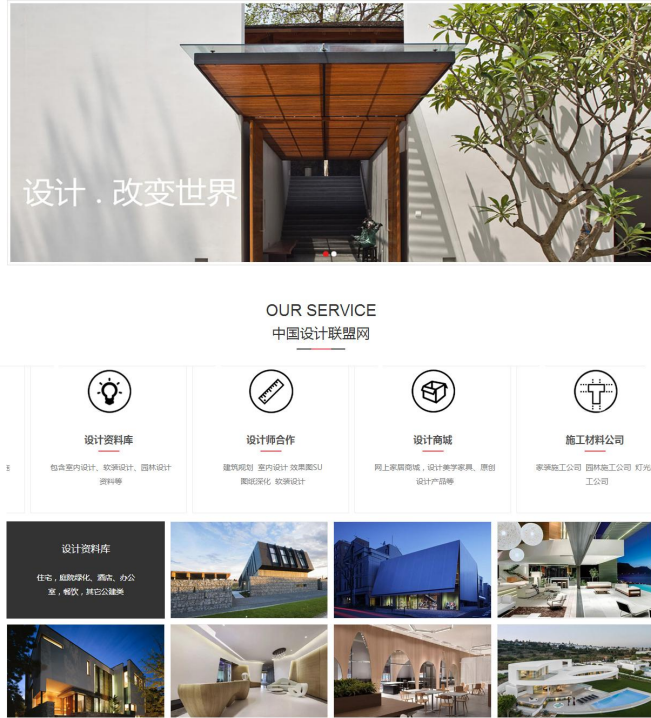 设计 . 改变世界
OUR SERVICE
中国设计联盟网
设计资料库
包含室内设计、软装设计、园林设计
资料等
设计师合作
建筑规划 室内设计 效果图SU
图纸深化 软装设计
设计商城
网上家居商城，设计美学家具、原创
设计产品等
施工材料公司
家装施工公司 园林施工公司 灯光
工公司
设计资料库
住宅，庭院绿化、酒店、办公
室，餐饮，其它公建类